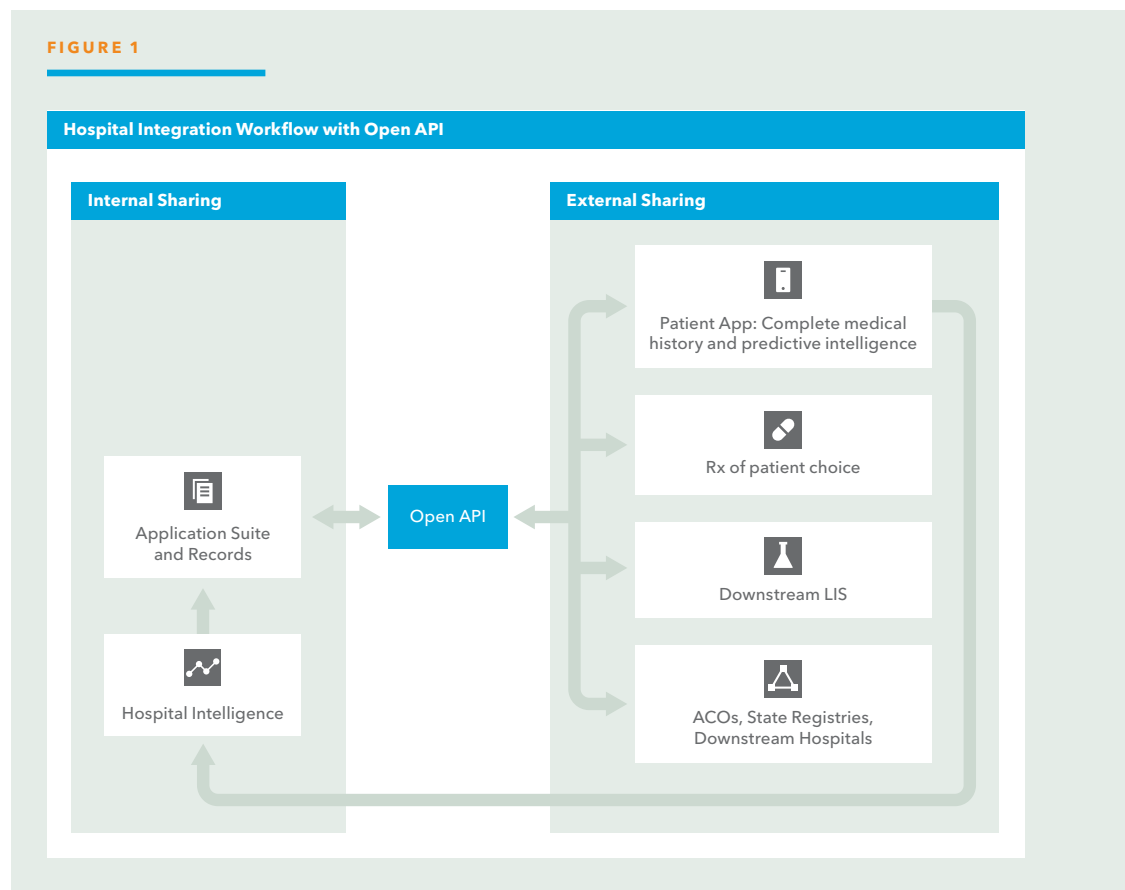 FIGURE 1
Hospital Integration Workflow with Open API
Internal Sharing
External Sharing
Patient App: Complete medical
history and predictive intelligence
Rx of patient choice
Application Suite
and Records
Open API
Downstream LIS
Hospital Intelligence
ACOs, State Registries,
Downstream Hospitals